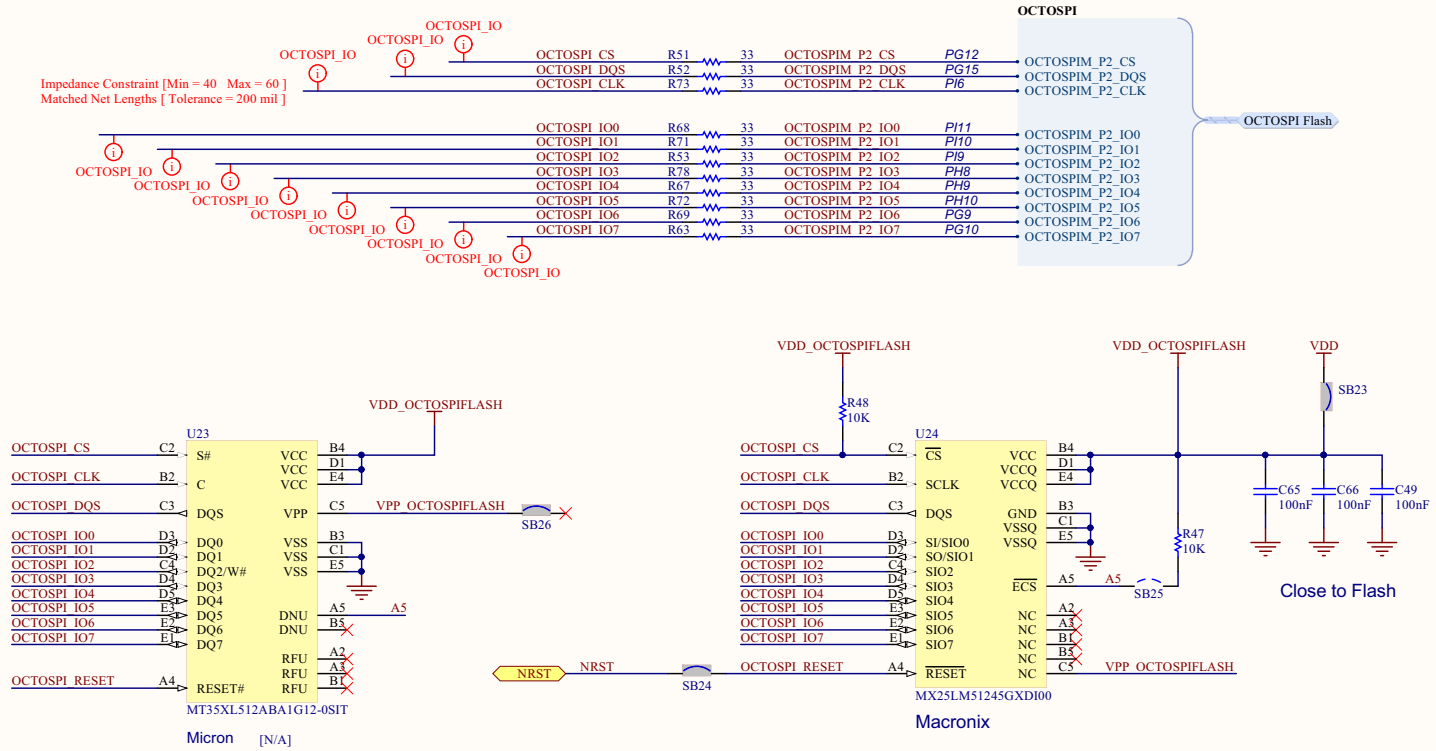 OCTOSPI
OCTOSPI_IO
OCTOSPI_IO
OCTOSPI_IO
Impedance Constraint [Min = 40 Max = 60 ]
Matched Net Lengths [ Tolerance = 200 mil ]
OCTOSPI_CS R51 33 OCTOSPIM_P2_CS PG12 OCTOSPIM_P2_CS
OCTOSPI_DQS R52 33 OCTOSPIM_P2_DQS PG15 OCTOSPIM_P2_DQS
OCTOSPI_CLK R73 33 OCTOSPIM_P2_CLK PI6 OCTOSPIM_P2_CLK
OCTOSPI Flash
OCTOSPI_IO0 R68 33 OCTOSPIM_P2_IO0 PI11 OCTOSPIM_P2_IO0
OCTOSPI_IO1 R71 33 OCTOSPIM_P2_IO1 PI10 OCTOSPIM_P2_IO1
OCTOSPI_IO2 R53 33 OCTOSPIM_P2_IO2 PI9 OCTOSPIM_P2_IO2
OCTOSPI_IO3 R78 33 OCTOSPIM_P2_IO3 PH8 OCTOSPIM_P2_IO3
OCTOSPI_IO4 R67 33 OCTOSPIM_P2_IO4 PH9 OCTOSPIM_P2_IO4
OCTOSPI_IO5 R72 33 OCTOSPIM_P2_IO5 PH10 OCTOSPIM_P2_IO5
OCTOSPI_IO6 R69 33 OCTOSPIM_P2_IO6 PG9 OCTOSPIM_P2_IO6
OCTOSPI_IO7 R63 33 OCTOSPIM_P2_IO7 PG10 OCTOSPIM_P2_IO7
OCTOSPI_IO
OCTOSPI_IO
OCTOSPI_IO
OCTOSPI_IO
OCTOSPI_IO
OCTOSPI_IO
OCTOSPI_IO
OCTOSPI_IO
VDD_OCTOSPIFLASH
U23
OCTOSPI_CS C2 S# VCC B4
VCC D1
OCTOSPI_CLK B2 C VCC E4
OCTOSPI_DQS C3 DQS VPP C5 VPP_OCTOSPIFLASH
SB26
OCTOSPI_IO0 D3 DQ0 VSS B3
OCTOSPI_IO1 D2 DQ1 VSS C1
OCTOSPI_IO2 C4 DQ2/W# VSS E5
OCTOSPI_IO3 D4 DQ3
OCTOSPI_IO4 D5 DQ4
OCTOSPI_IO5 E3 DQ5 DNU A5 A5
OCTOSPI_IO6 E2 DQ6 DNU B5
OCTOSPI_IO7 E1 DQ7
RFU A2
RFU A3
OCTOSPI_RESET A4 RESET# RFU B1
MT35XL512ABA1G12-0SIT
Micron [N/A]
VDD_OCTOSPIFLASH
R48
10K
VDD_OCTOSPIFLASH
VDD
SB23
U24
OCTOSPI_CS C2 CS VCC B4
VCCQ D1
OCTOSPI_CLK B2 SCLK VCCQ E4
C65
100nF
C66
100nF
C49
100nF
OCTOSPI_DQS C3 DQS GND B3
VSSQ C1
OCTOSPI_IO0 D3 SI/SIO0 VSSQ E5
R47
10K
OCTOSPI_IO1 D2 SO/SIO1
OCTOSPI_IO2 C4 SIO2
OCTOSPI_IO3 D4 SIO3 ECS A5 A5
SB25
Close to Flash
OCTOSPI_IO4 D5 SIO4
OCTOSPI_IO5 E3 SIO5 NC A2
OCTOSPI_IO6 E2 SIO6 NC A3
OCTOSPI_IO7 E1 SIO7 NC B1
NC B5
NRST NRST
SB24
OCTOSPI_RESET A4 RESET NC C5 VPP_OCTOSPIFLASH
MX25LM51245GXDI00
Macronix